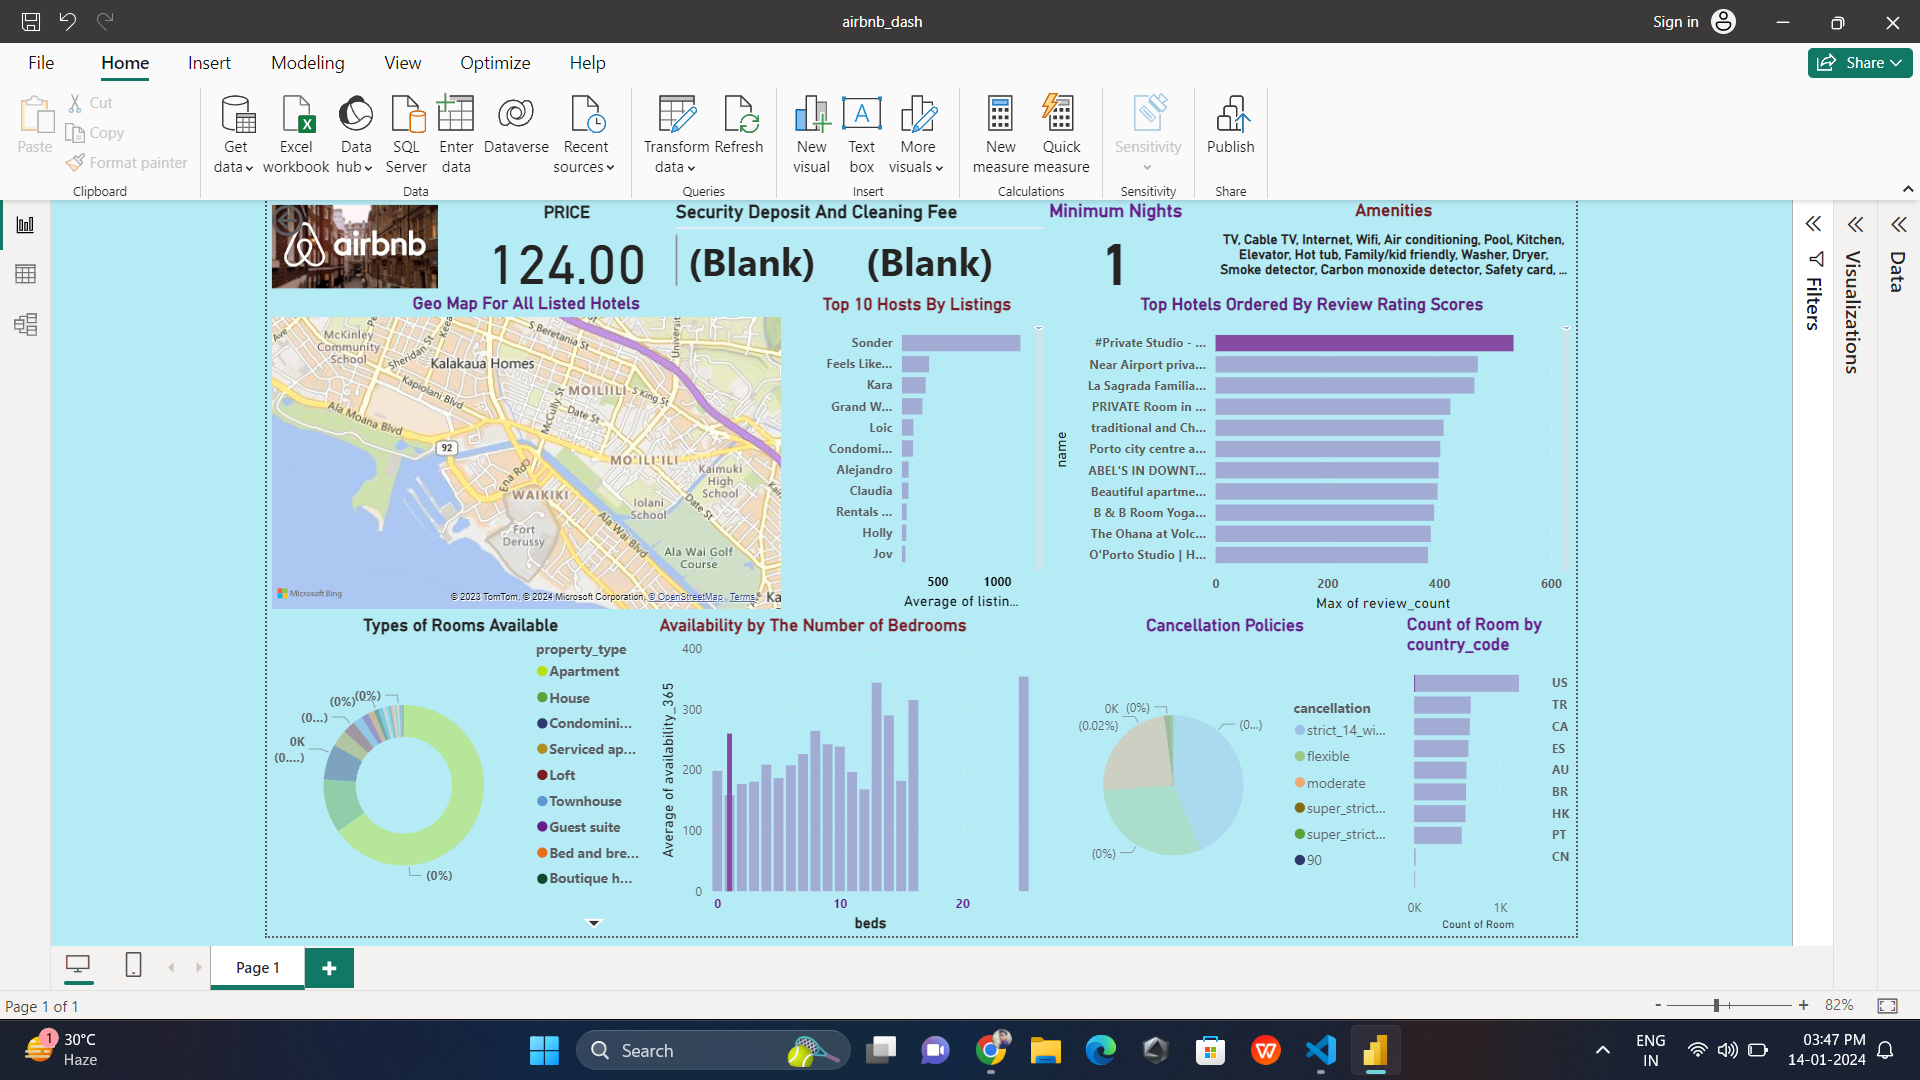 airbnb_dash
Sign in
File Home Insert Modeling View Optimize Help
Share
Paste
Cut
Copy
Format painter
Clipboard
Get data
Excel workbook
Data hub
SQL Server
Enter data
Dataverse
Recent sources
Data
Transform data
Refresh
Queries
New visual
Text box
More visuals
Insert
New measure
Quick measure
Calculations
Sensitivity
Sensitivity
Publish
Share
airbnb
PRICE
124.00
Security Deposit And Cleaning Fee
(Blank) (Blank)
Minimum Nights
1
Amenities
TV, Cable TV, Internet, Wifi, Air conditioning, Pool, Kitchen,
Elevator, Hot tub, Family/kid friendly, Washer, Dryer,
Smoke detector, Carbon monoxide detector, Safety card, ...
Filters
Visualizations
Data
Geo Map For All Listed Hotels
McKinley
Community
School
Sheridan St
Kalakaua Homes
S Beretania St
Kapiolani Blvd
Ala Moana Blvd
McCully St
MOILIILI
S King St
Date St
92
MO'ILI'ILI
Ena Rd
WAIKIKI
Kaimuki
High
School
Iolani
School
Date St
Fort
Derussy
Ala Wai Blvd
Ala Wai Golf
Course
Microsoft Bing
© 2023 TomTom, © 2024 Microsoft Corporation, © OpenStreetMap Terms
Top 10 Hosts By Listings
Sonder
Feels Like...
Kara
Grand W...
Loic
Condomi...
Alejandro
Claudia
Rentals ...
Holly
Jov
500 1000
Average of listin...
Top Hotels Ordered By Review Rating Scores
name
#Private Studio - ...
Near Airport priva...
La Sagrada Familia...
PRIVATE Room in ...
traditional and Ch...
Porto city centre a...
ABEL'S IN DOWNT...
Beautiful apartme...
B & B Room Yoga...
The Ohana at Volc...
O'Porto Studio | H...
0 200 400 600
Max of review_count
Types of Rooms Available
(0%) (0%)
(0...)
0K
(0....)
(0%)
property_type
Apartment
House
Condomini...
Serviced ap...
Loft
Townhouse
Guest suite
Bed and bre...
Boutique h...
Availability by The Number of Bedrooms
Average of availability_365
400
300
200
100
0
0 10 20
beds
Cancellation Policies
0K (0%)
(0.02%)
(0...)
(0%)
cancellation
strict_14_wi...
flexible
moderate
super_strict...
super_strict...
90
Count of Room by
country_code
US
TR
CA
ES
AU
BR
HK
PT
CN
0K 1K
Count of Room
Page 1
Page 1 of 1
- + 82%
1
30°C
Haze
Search
ENG
IN
03:47 PM
14-01-2024